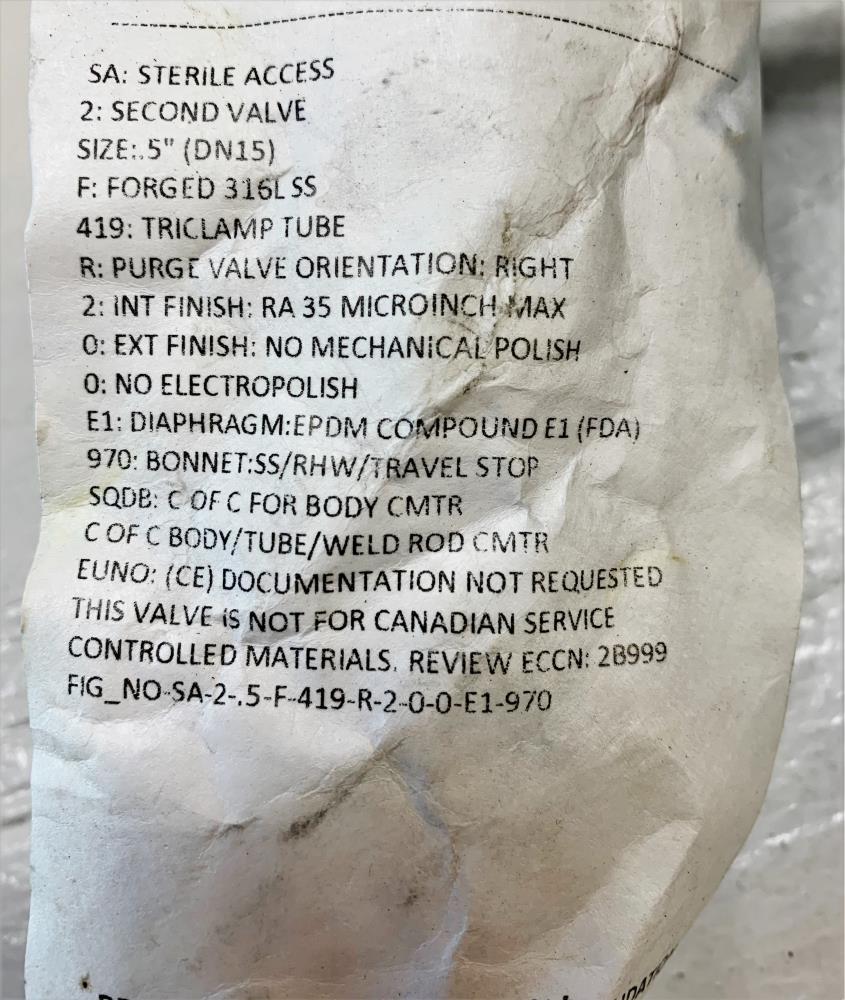 SA: STERILE ACCESS
2: SECOND VALVE
SIZE:.5" (DN15)
F: FORGED 316L SS
419: TRICLAMP TUBE
R: PURGE VALVE ORIENTATION: RIGHT
2: INT FINISH: RA 35 MICROINCH MAX
0: EXT FINISH: NO MECHANICAL POLISH
0: NO ELECTROPOLISH
E1: DIAPHRAGM:EPDM COMPOUND E1 (FDA)
970: BONNET:SS/RHW/TRAVEL STOP
SQDB: C OF C FOR BODY CMTR
C OF C BODY/TUBE/WELD ROD CMTR
EUNO: (CE) DOCUMENTATION NOT REQUESTED
THIS VALVE IS NOT FOR CANADIAN SERVICE
CONTROLLED MATERIALS. REVIEW ECCN: 2B999
FIG_NO-SA-2-.5-F-419-R-2-0-0-E1-970